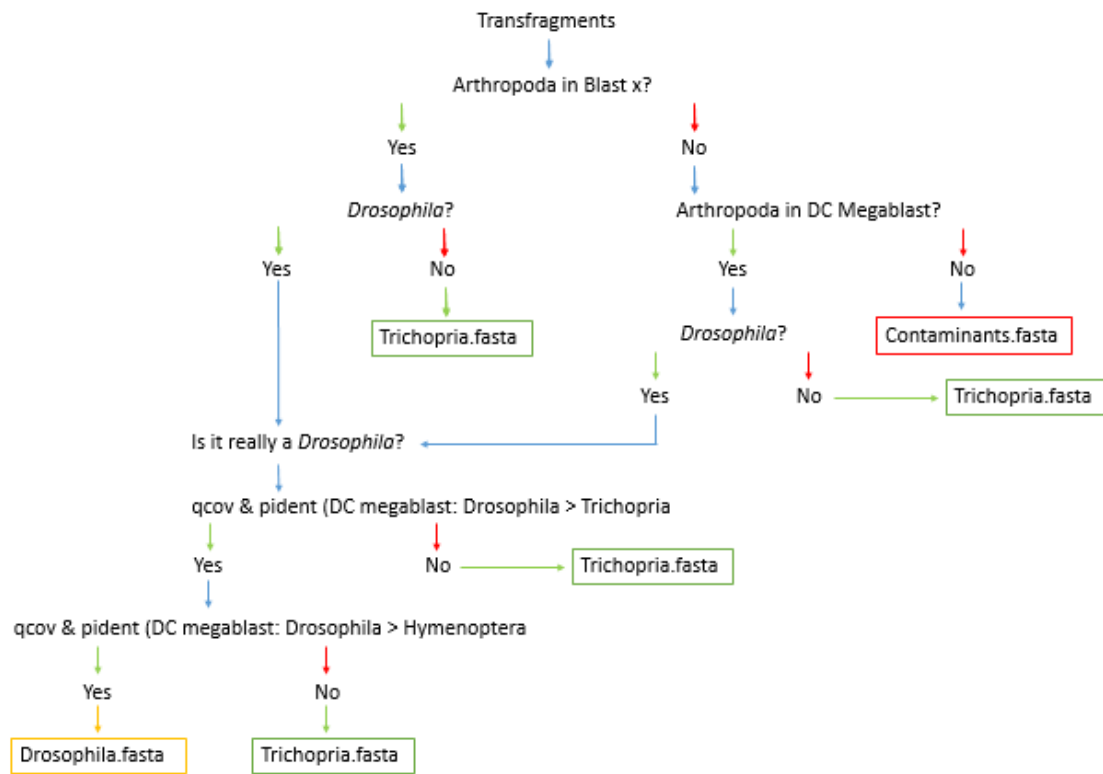 Transfragments
Arthropoda in Blast x?
Yes
No
Drosophila?
Arthropoda in DC Megablast?
Yes
No
Yes
No
Trichopria.fasta
Drosophila?
Contaminants.fasta
Yes
No
Trichopria.fasta
Is it really a Drosophila?
qcov & pident (DC megablast: Drosophila > Trichopria
Yes
No
Trichopria.fasta
qcov & pident (DC megablast: Drosophila > Hymenoptera
Yes
No
Drosophila.fasta
Trichopria.fasta